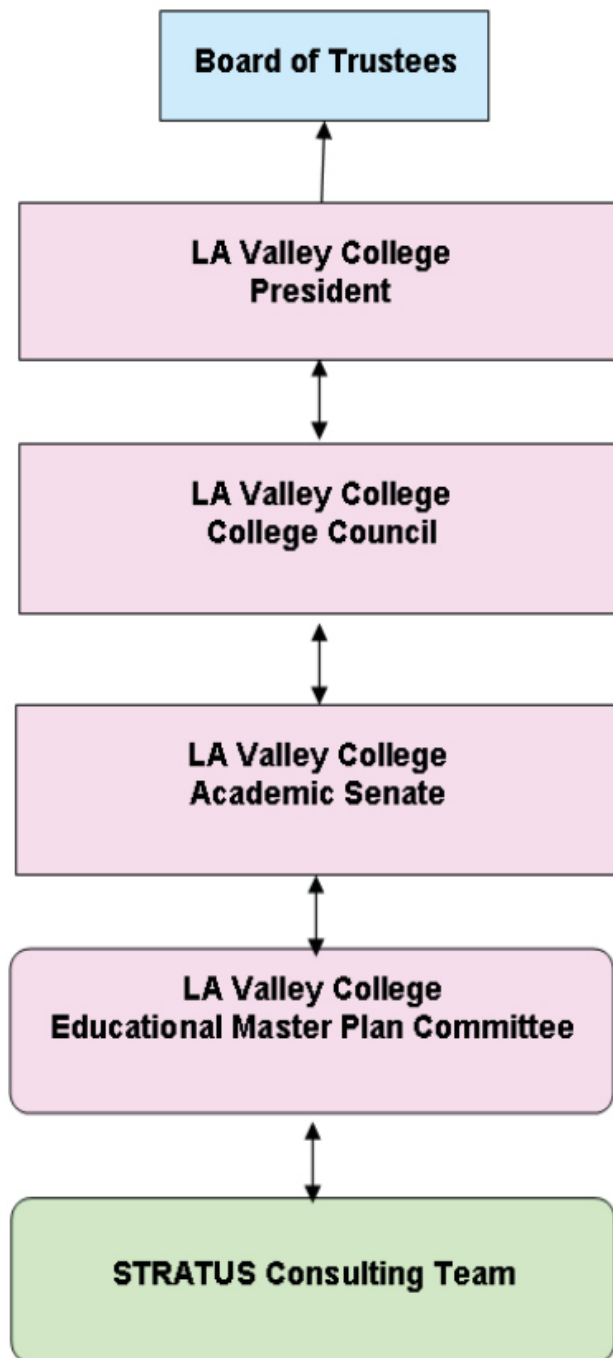 Board of Trustees
LA Valley College
President
LA Valley College
College Council
LA Valley College
Academic Senate
LA Valley College
Educational Master Plan Committee
STRATUS Consulting Team